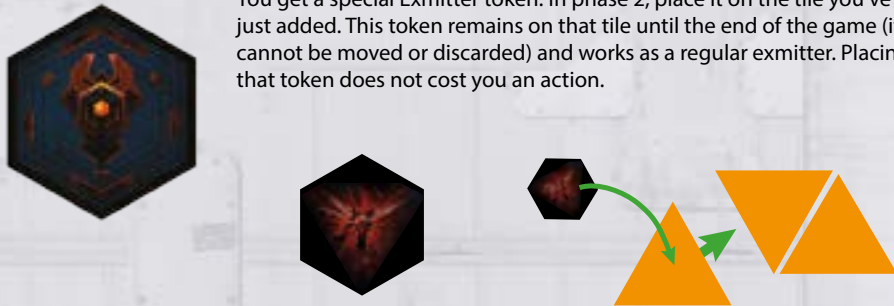 You get a special Exmitter token. In phase 2, place it on the tile you've
just added. This token remains on that tile until the end of the game (i
cannot be moved or discarded) and works as a regular exmitter. Placin
that token does not cost you an action.